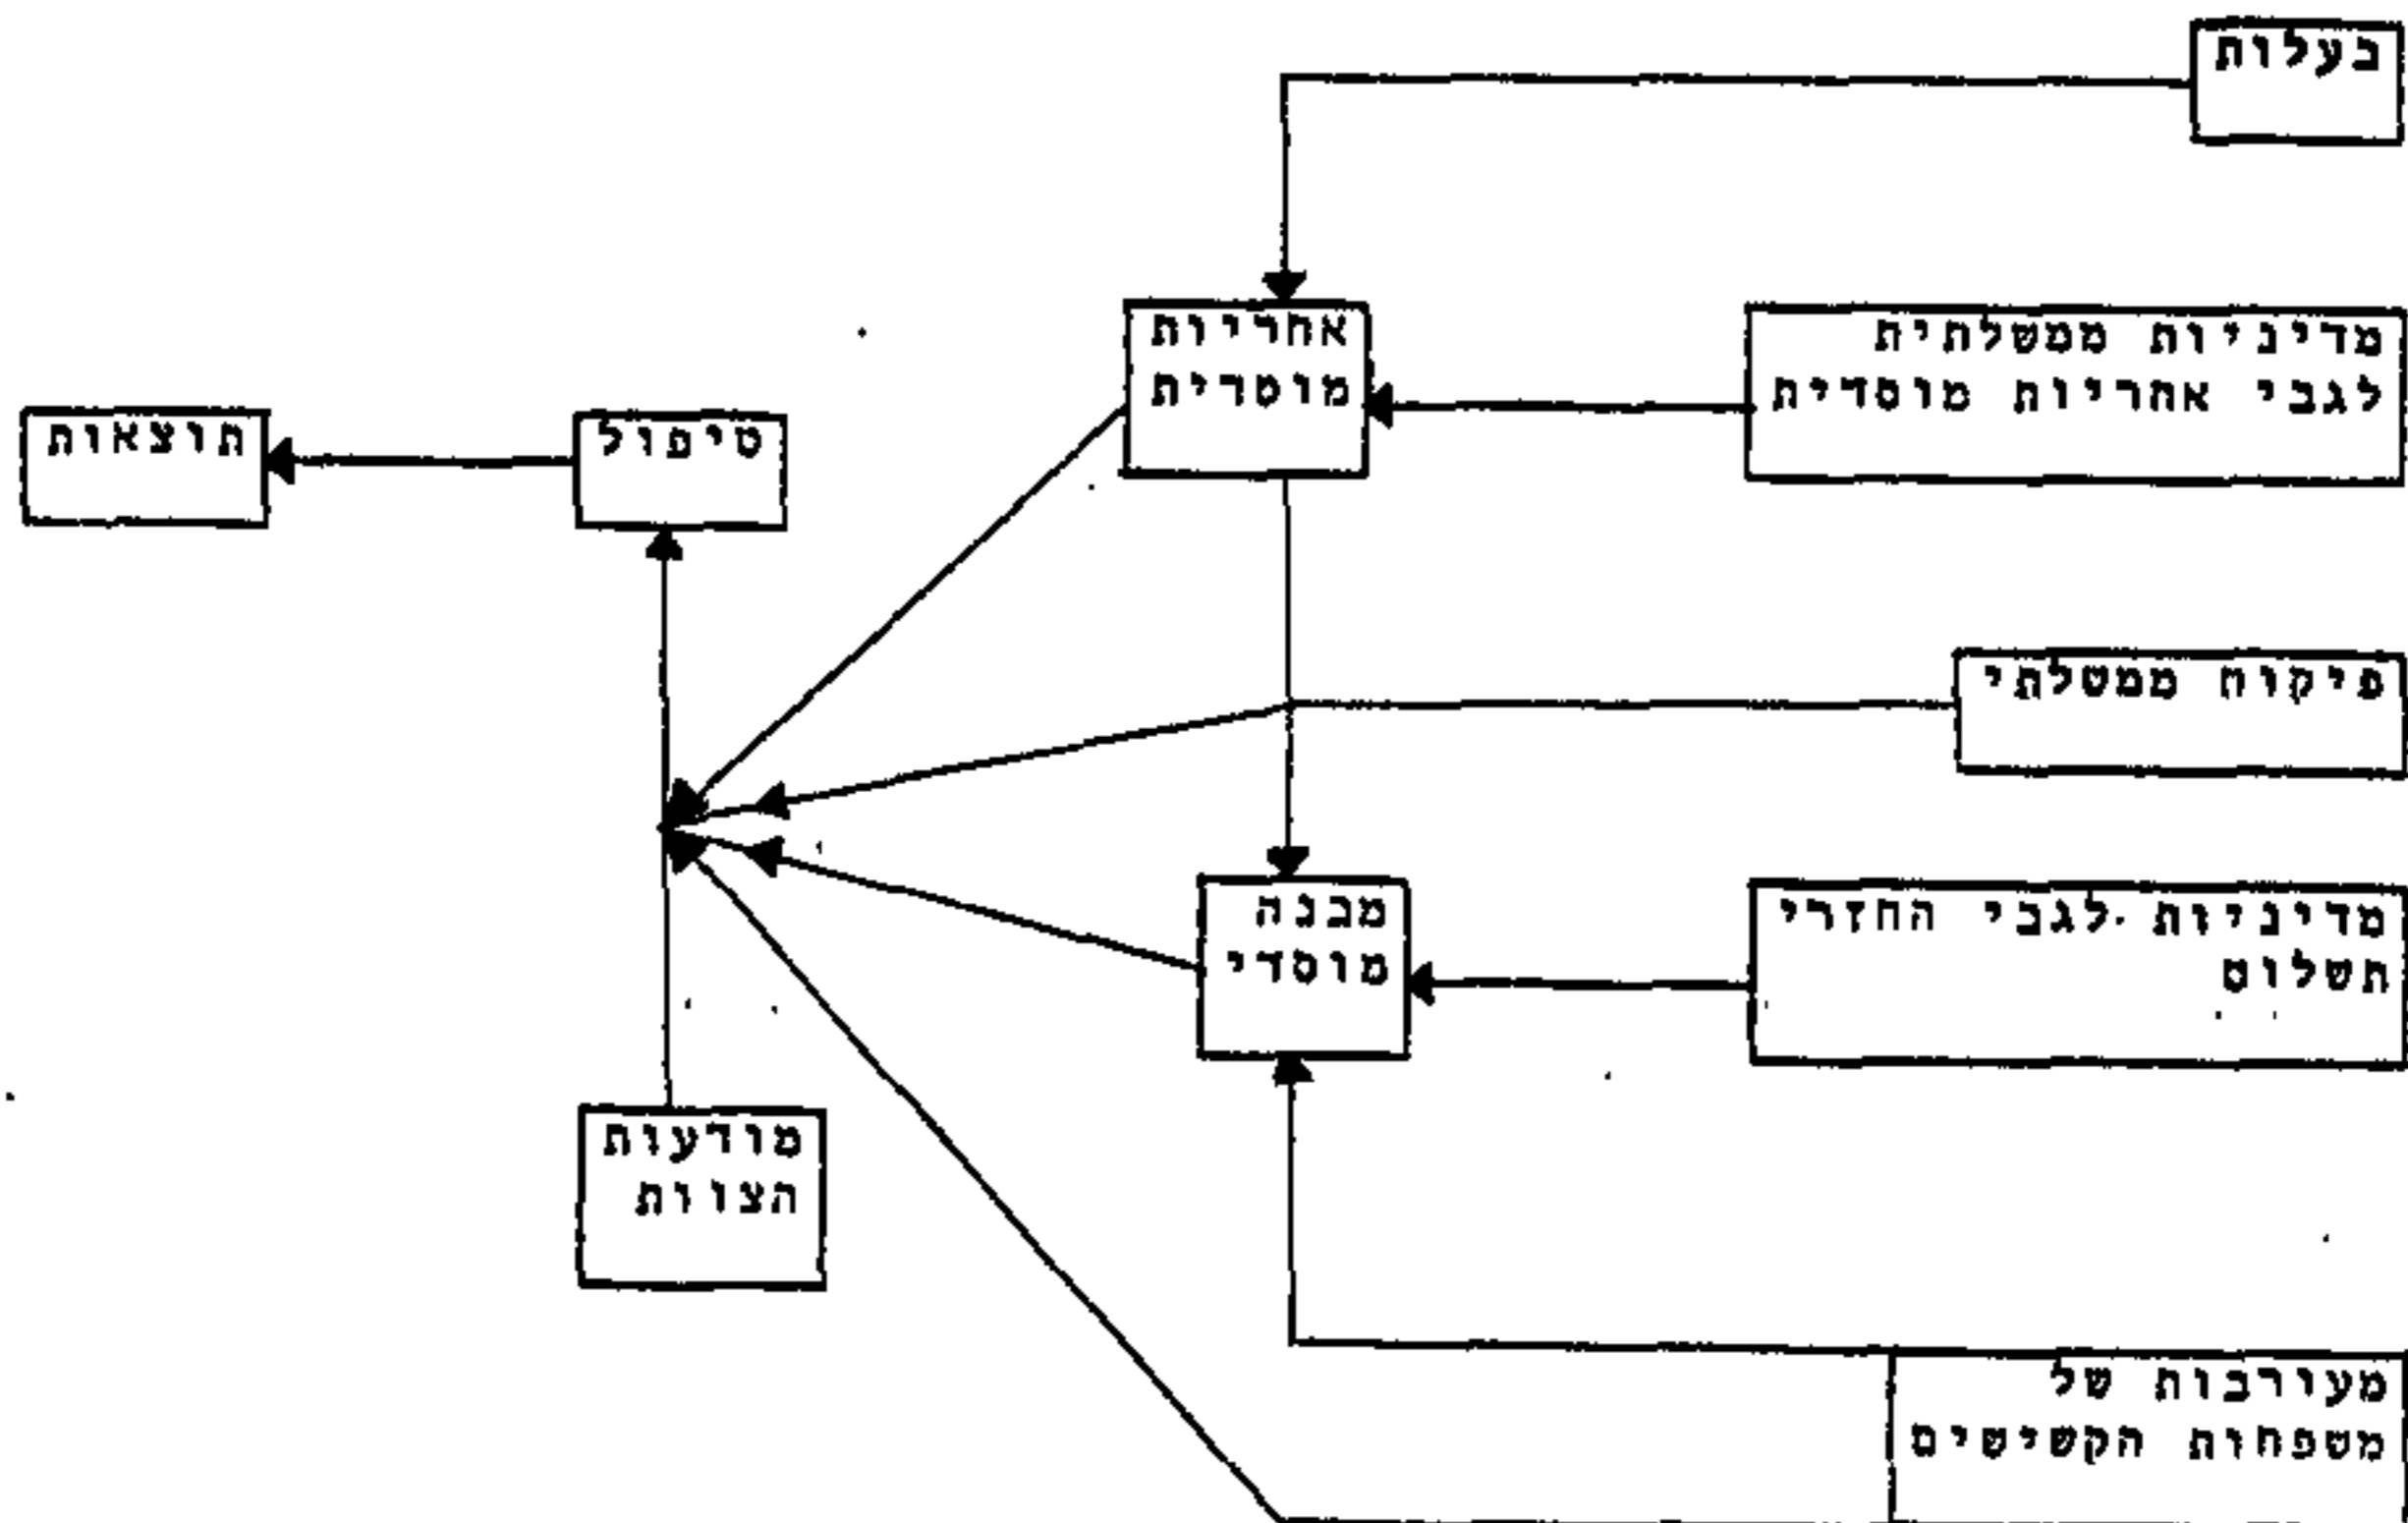 בעלות
אחריות
מוסדית
מדיניות ממשלתית
לגבי אחריות מוסדית
תוצאות
טיפול
פיקוח ממשלתי
מבנה
מוסדי
מדיניות לגבי החזרי
תשלום
מודעות
הצוות
מעורבות של
משפחות הקשישים